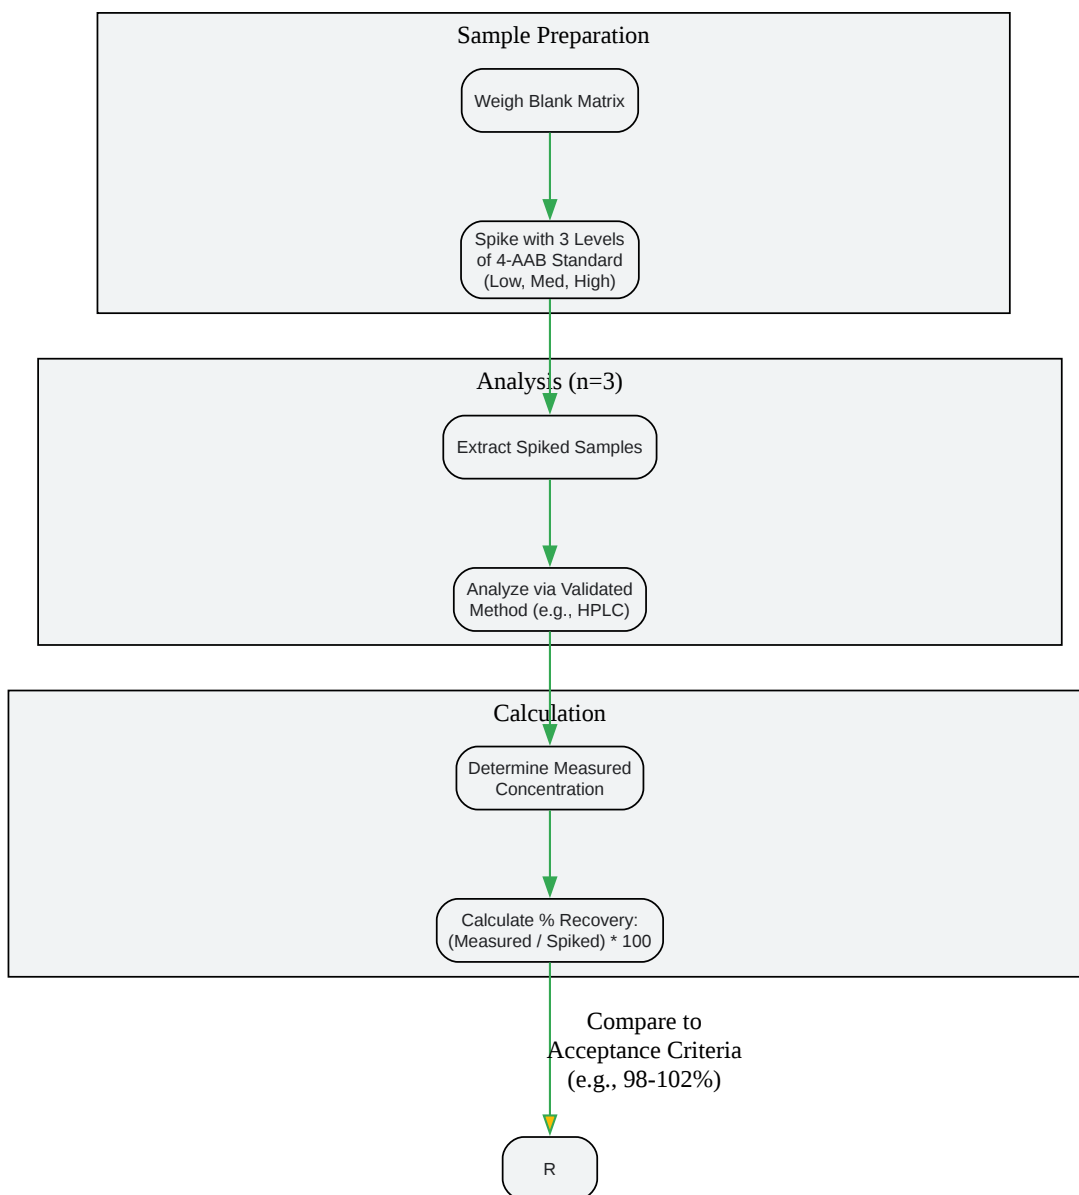 Sample Preparation
Weigh Blank Matrix
Spike with 3 Levels
of 4-AAB Standard
(Low, Med, High)
Analysis (n=3)
Extract Spiked Samples
Analyze via Validated
Method (e.g., HPLC)
Calculation
Determine Measured
Concentration
Calculate % Recovery:
(Measured / Spiked) * 100
Compare to
Acceptance Criteria
(e.g., 98-102%)
R